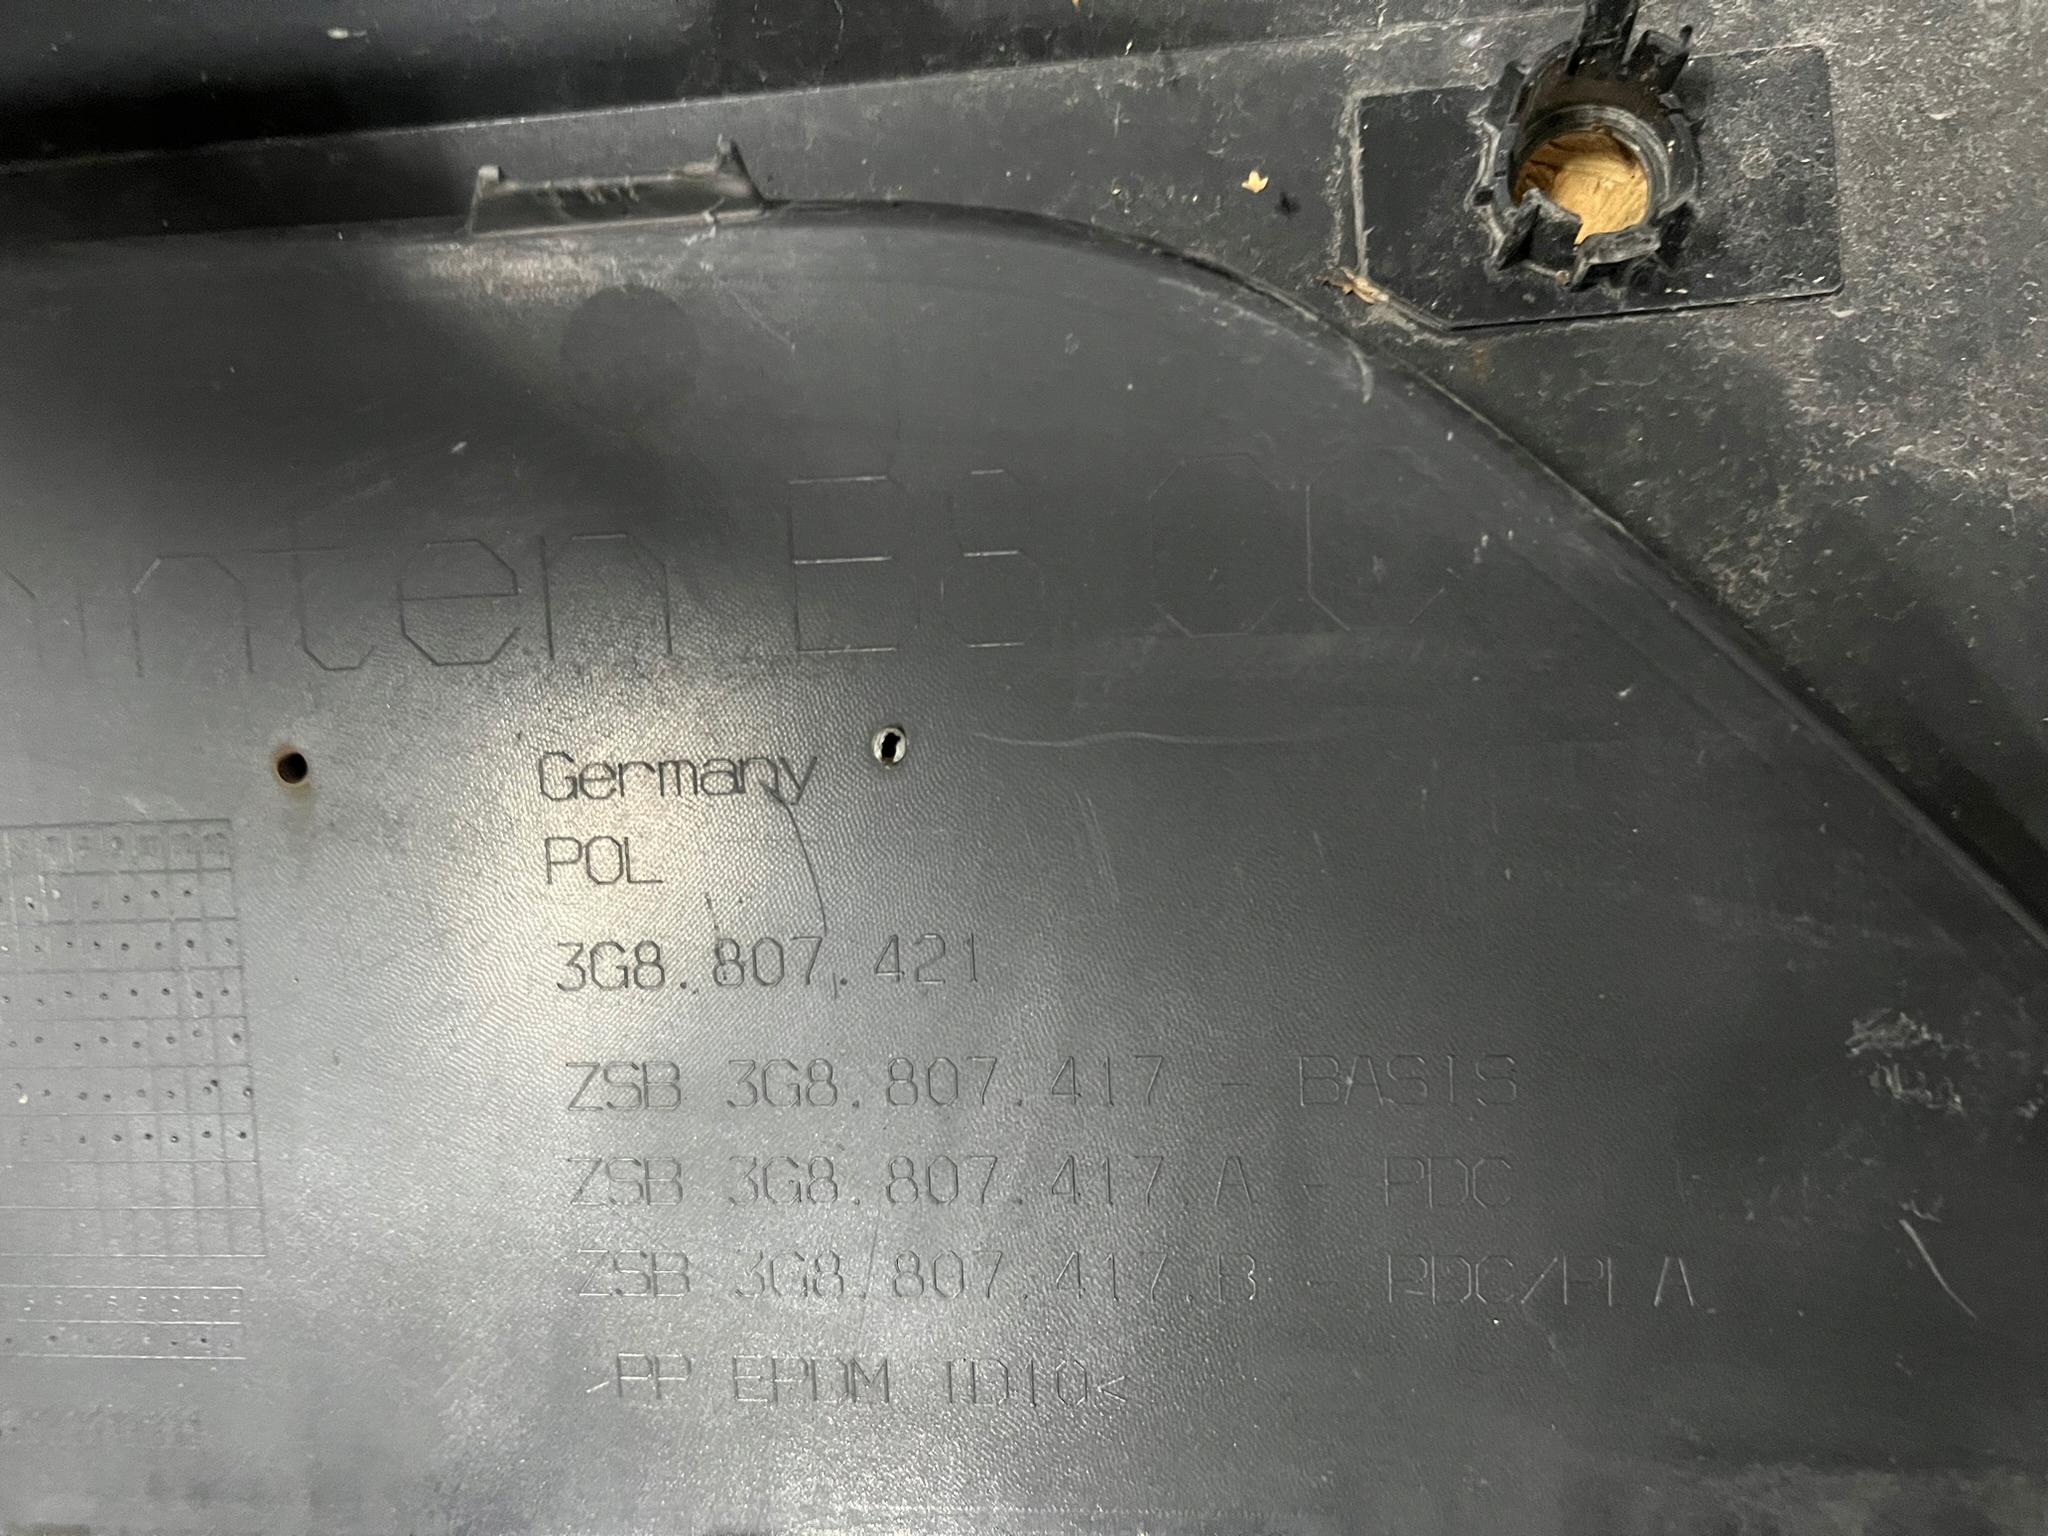 Germany
POL
3G8.807.421
ZSB 3G8.807.417 - BASIS
ZSB 3G8.807.417.A - PDC
ZSB 3G8.807.417.B - PDC/PLA
>PP EPDM TD10<